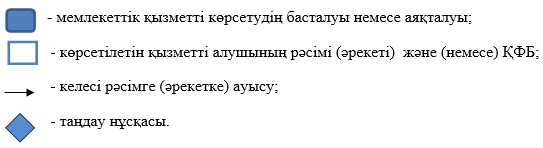 - мемлекеттік қызметті көрсетудің басталуы немесе аяқталуы;
- көрсетілетін қызметті алушының рәсімі (әрекеті) және (немесе) ҚФБ;
- келесі рәсімге (әрекетке) ауысу;
- таңдау нұсқасы.